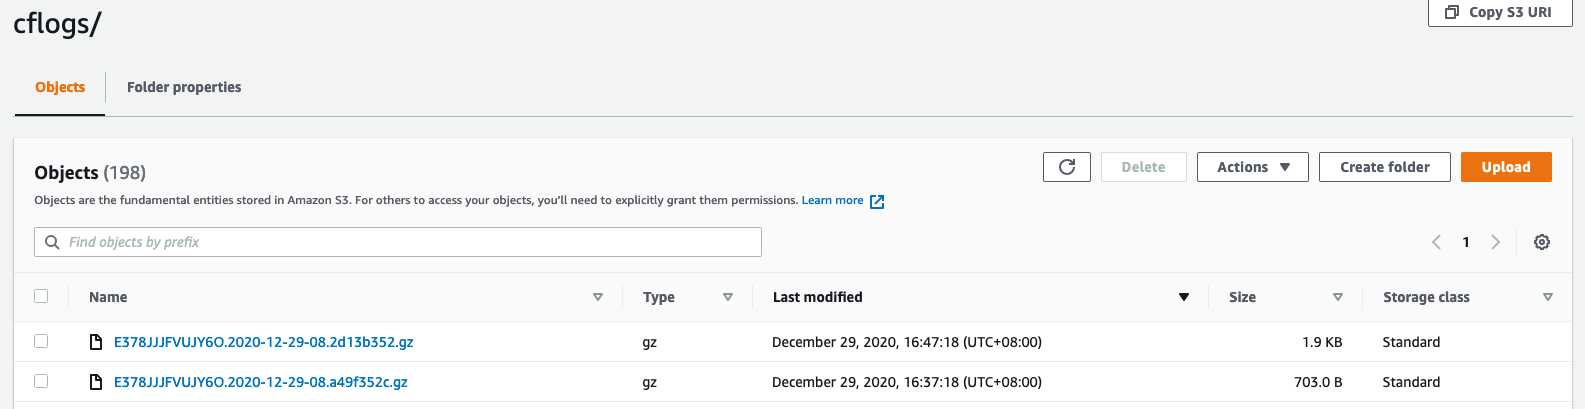 cflogs/
Copy S3 URI
Objects
Folder properties
Objects (198)
Delete
Actions
Create folder
Upload
Objects are the fundamental entities stored in Amazon S3. For others to access your objects, you'll need to explicitly grant them permissions. Learn more
Find objects by prefix
1
Name Type Last modified Size Storage class
E378JJJFVUJY6O.2020-12-29-08.2d13b352.gz gz December 29, 2020, 16:47:18 (UTC+08:00) 1.9 KB Standard
E378JJJFVUJY6O.2020-12-29-08.a49f352c.gz gz December 29, 2020, 16:37:18 (UTC+08:00) 703.0 B Standard